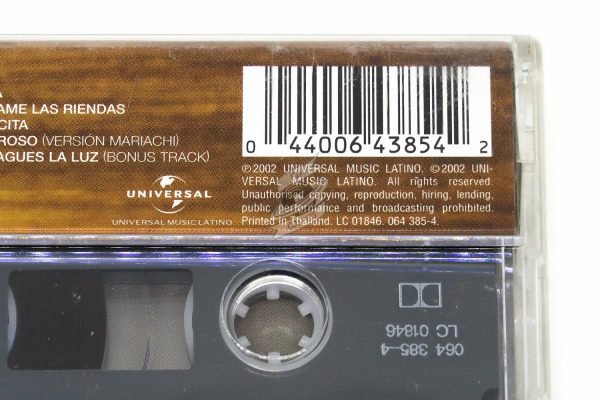 A
AME LAS RIENDAS
CITA
ROSO (VERSIÓN MARIACHI)
AGUES LA LUZ (BONUS TRACK)
UNIVERSAL
UNIVERSAL MUSIC LATINO.
0 44006 43854 2
℗2002 UNIVERSAL MUSIC LATINO. ©2002 UNI-
VERSAL MUSIC LATINO. All rights reserved.
Unauthorised copying, reproduction, hiring, lending,
public performance and broadcasting prohibited.
Printed in Thailand. LC 01846. 064 385-4.
064 385-4
LC 01846